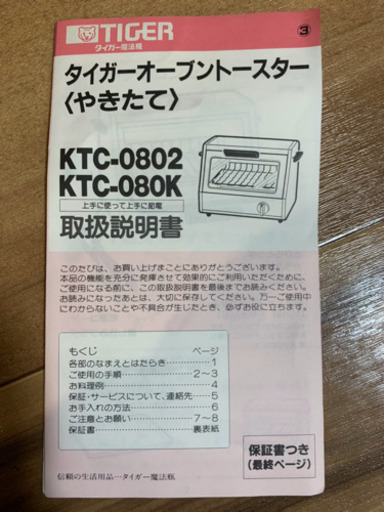 TIGER
タイガー魔法瓶
③
タイガーオーブントースター
〈やきたて〉
KTC-0802
KTC-080K
上手に使って上手に節電
取扱説明書
このたびは、お買い上げまことにありがとうございます。
本品の機能を充分に発揮させて効果的にご利用いただくために、
ご使用になる前に、この取扱説明書を最後までお読みください。
お読みになったあとは、大切に保存してください。万一ご使用中
にわからないことや不具合が生じたとき、必ずお役に立ちます。
もくじ ページ
各部のなまえとはたらき 1
ご使用の手順 2〜3
お料理例 4
保証・サービスについて、連絡先 5
お手入れの方法 6
ご注意とお願い 7〜8
保証書 裏表紙
保証書つき
(最終ページ)
信頼の生活用品…タイガー魔法瓶